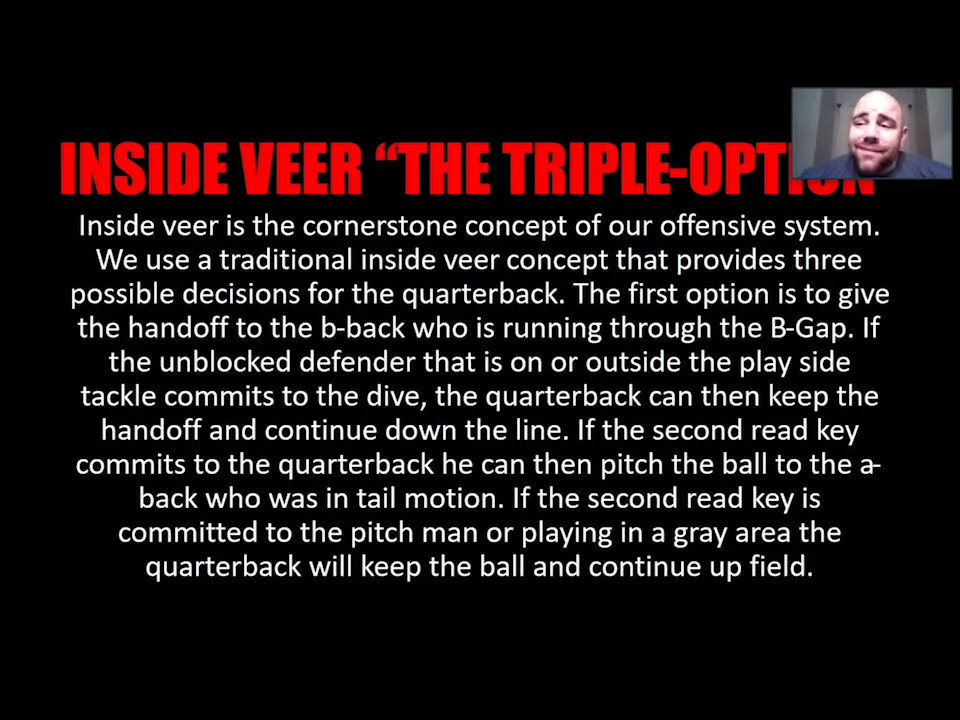 INSIDE VEER “THE TRIPLE-OPTION
Inside veer is the cornerstone concept of our offensive system.
We use a traditional inside veer concept that provides three
possible decisions for the quarterback. The first option is to give
the handoff to the b-back who is running through the B-Gap. If
the unblocked defender that is on or outside the play side
tackle commits to the dive, the quarterback can then keep the
handoff and continue down the line. If the second read key
commits to the quarterback he can then pitch the ball to the a-
back who was in tail motion. If the second read key is
committed to the pitch man or playing in a gray area the
quarterback will keep the ball and continue up field.